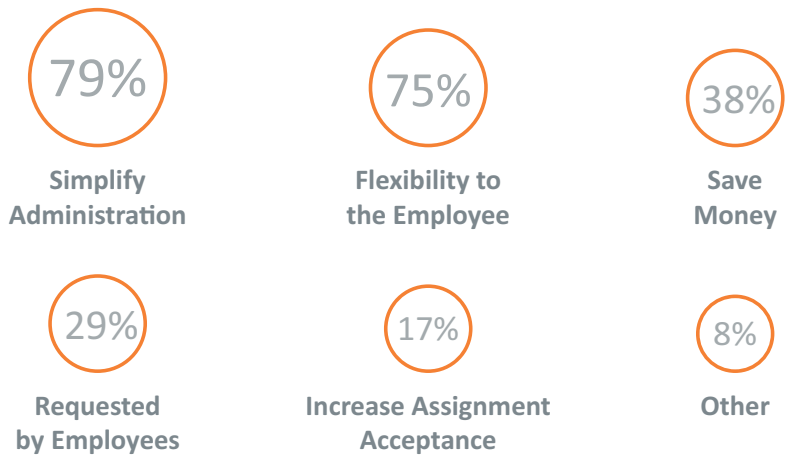 79%
Simplify
Administration
75%
Flexibility to
the Employee
38%
Save
Money
29%
Requested
by Employees
17%
Increase Assignment
Acceptance
8%
Other